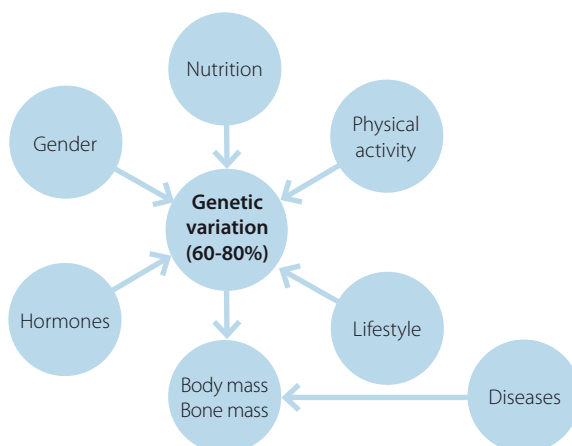 Nutrition
Gender
Physical
activity
Genetic
variation
(60-80%)
Hormones
Lifestyle
Body mass
Bone mass
Diseases